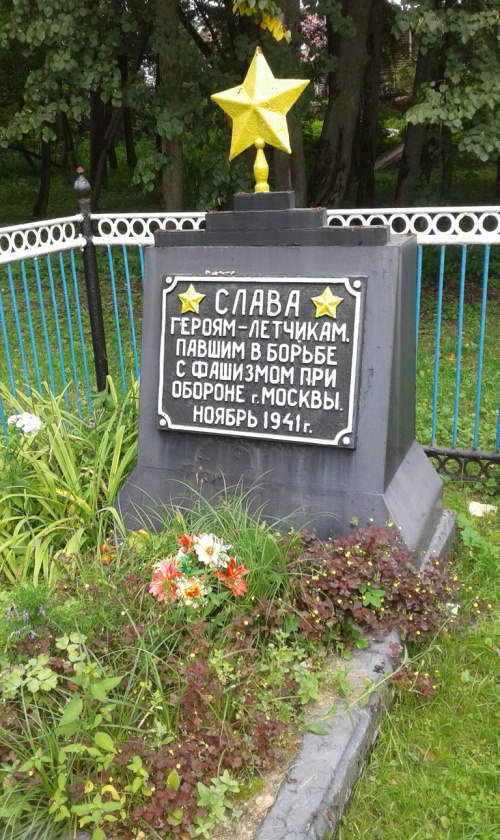 СЛАВА
ГЕРОЯМ-ЛЕТЧИКАМ,
ПАВШИМ В БОРЬБЕ
С ФАШИЗМОМ ПРИ
ОБОРОНЕ г. МОСКВЫ.
НОЯБРЬ 1941 г.